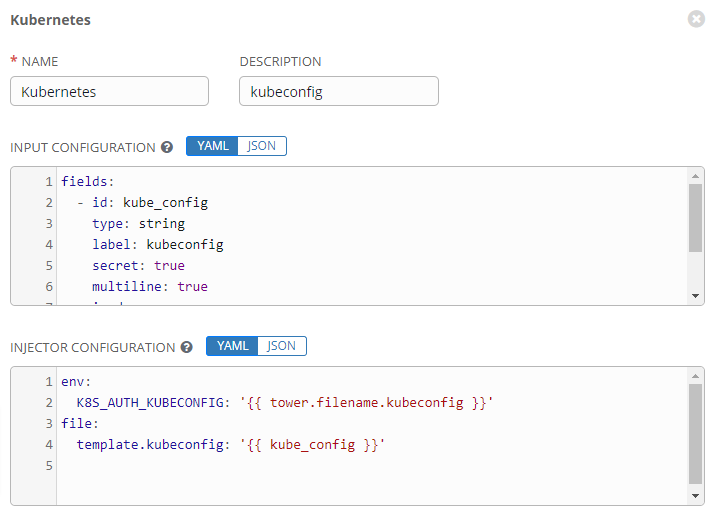 Kubernetes
* NAME
DESCRIPTION
Kubernetes
kubeconfig
INPUT CONFIGURATION ? YAML JSON
1 fields:
2   - id: kube_config
3     type: string
4     label: kubeconfig
5     secret: true
6     multiline: true
INJECTOR CONFIGURATION ? YAML JSON
1 env:
2   K8S_AUTH_KUBECONFIG: '{{ tower.filename.kubeconfig }}'
3 file:
4   template.kubeconfig: '{{ kube_config }}'
5